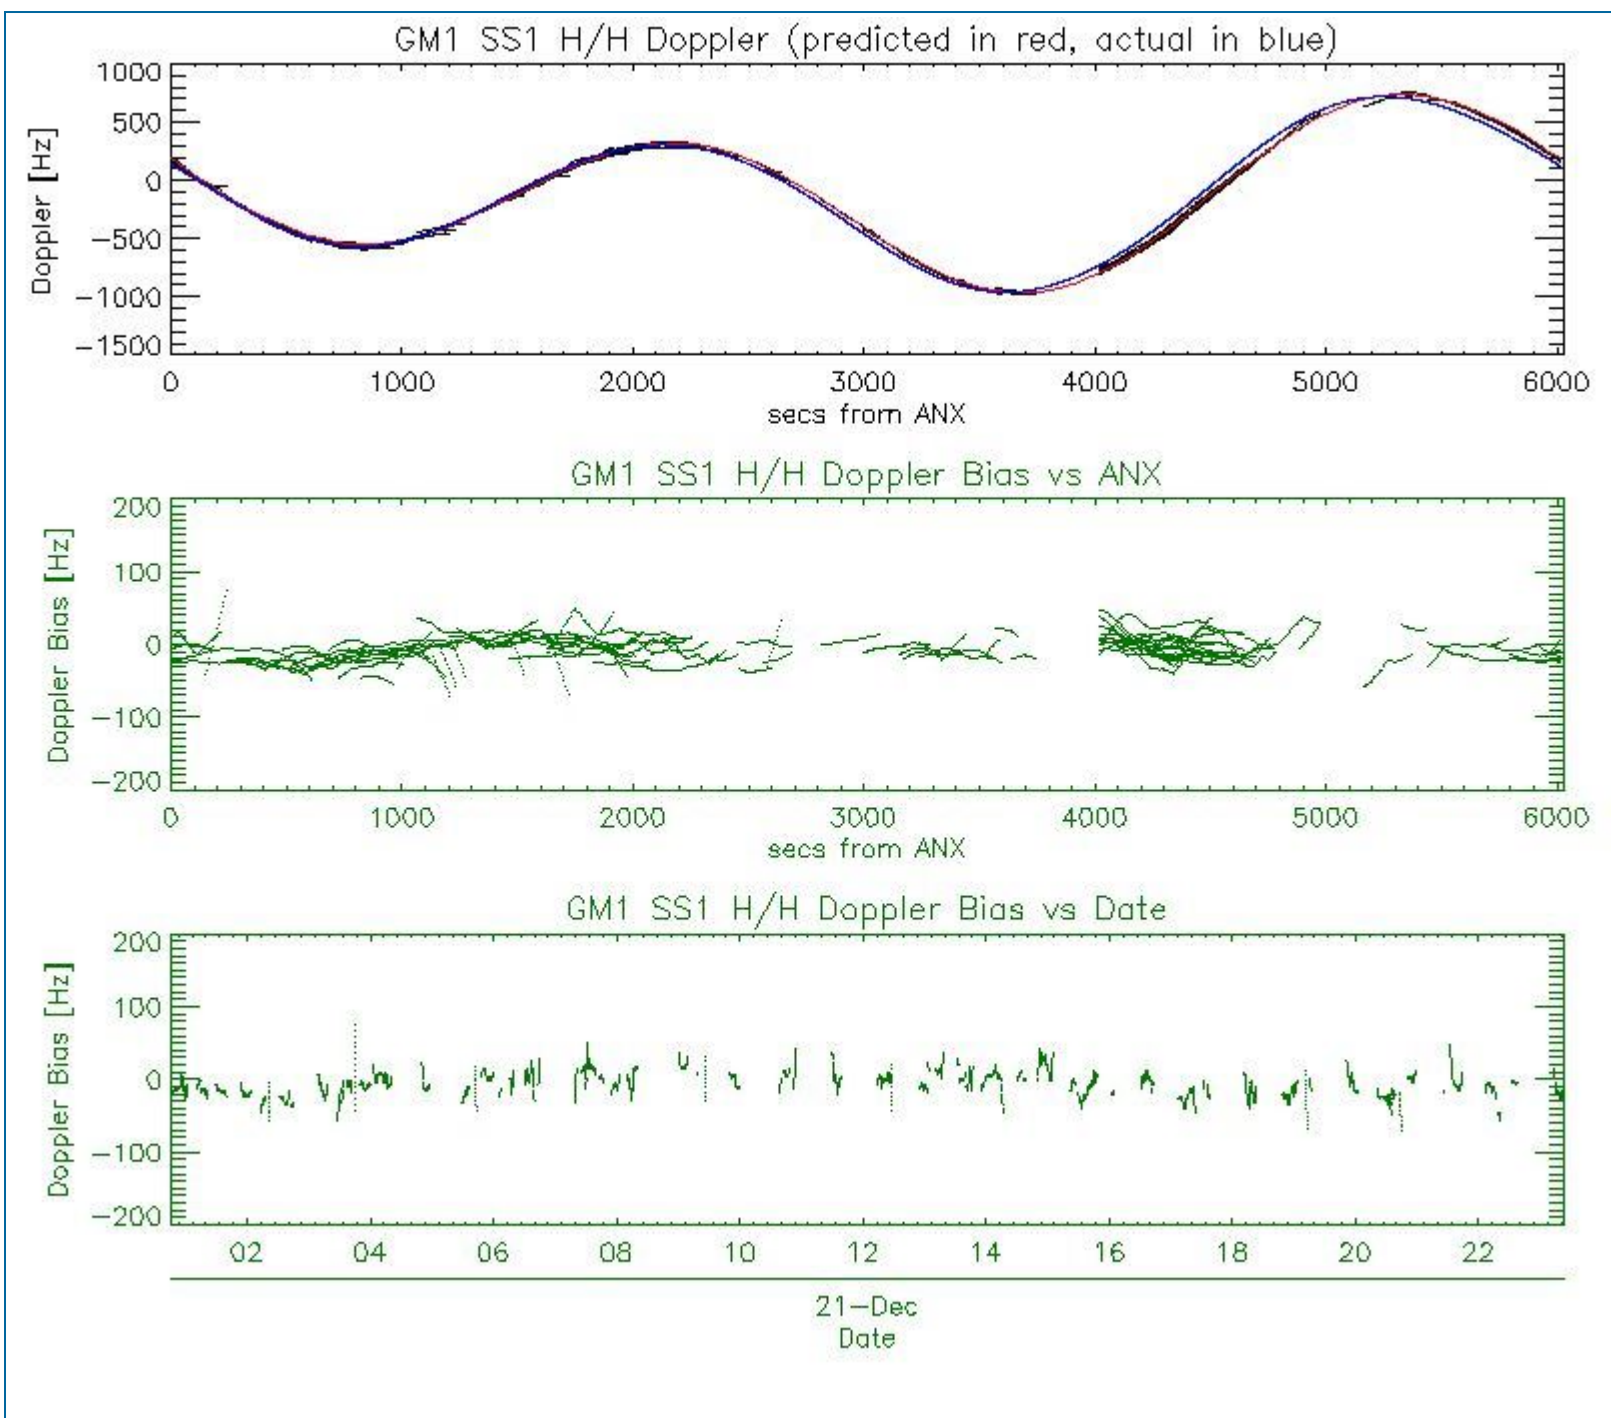 GM1 SS1 H/H Doppler (predicted in red, actual in blue)
1000
500
0
−500
−1000
−1500
Doppler [Hz]
0 1000 2000 3000 4000 5000 6000
secs from ANX
GM1 SS1 H/H Doppler Bias vs ANX
200
100
0
−100
−200
Doppler Bias [Hz]
0 1000 2000 3000 4000 5000 6000
secs from ANX
GM1 SS1 H/H Doppler Bias vs Date
200
100
0
−100
−200
Doppler Bias [Hz]
02 04 06 08 10 12 14 16 18 20 22
21−Dec
Date